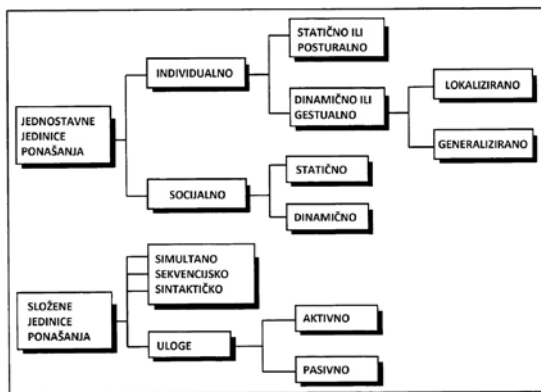 STATIČNO ILI
POSTURALNO
INDIVIDUALNO
LOKALIZIRANO
DINAMIČNO ILI
GESTUALNO
JEDNOSTAVNE
JEDINICE
PONAŠANJA
GENERALIZIRANO
STATIČNO
SOCIJALNO
DINAMIČNO
SIMULTANO
SEKVENCIJSKO
SINTAKTIČKO
SLOŽENE
JEDINICE
PONAŠANJA
AKTIVNO
ULOGE
PASIVNO